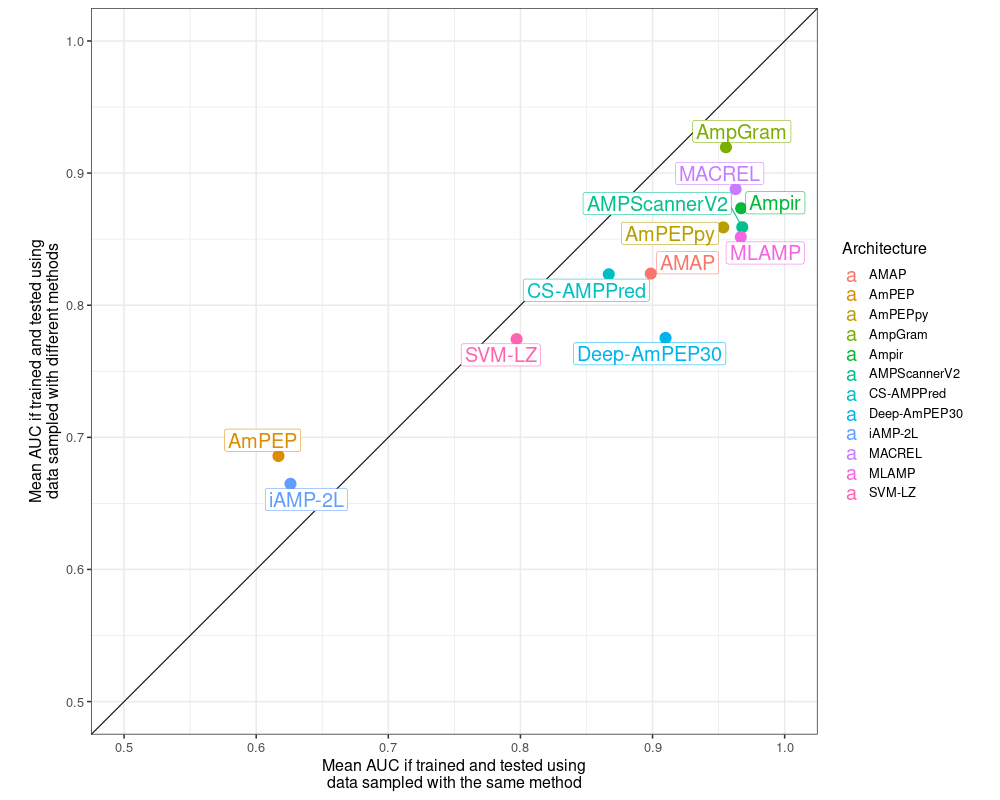 Mean AUC if trained and tested using
data sampled with different methods
1.0
0.9
0.8
0.7
0.6
0.5
AmpGram
MACREL
AMPScannerV2
Ampir
AmPEPpy
MLAMP
AMAP
CS-AMPPred
SVM-LZ
Deep-AmPEP30
AmPEP
iAMP-2L
0.5
0.6
0.7
0.8
0.9
1.0
Mean AUC if trained and tested using
data sampled with the same method
Architecture
a AMAP
a AmPEP
a AmPEPpy
a AmpGram
a Ampir
a AMPScannerV2
a CS-AMPPred
a Deep-AmPEP30
a iAMP-2L
a MACREL
a MLAMP
a SVM-LZ